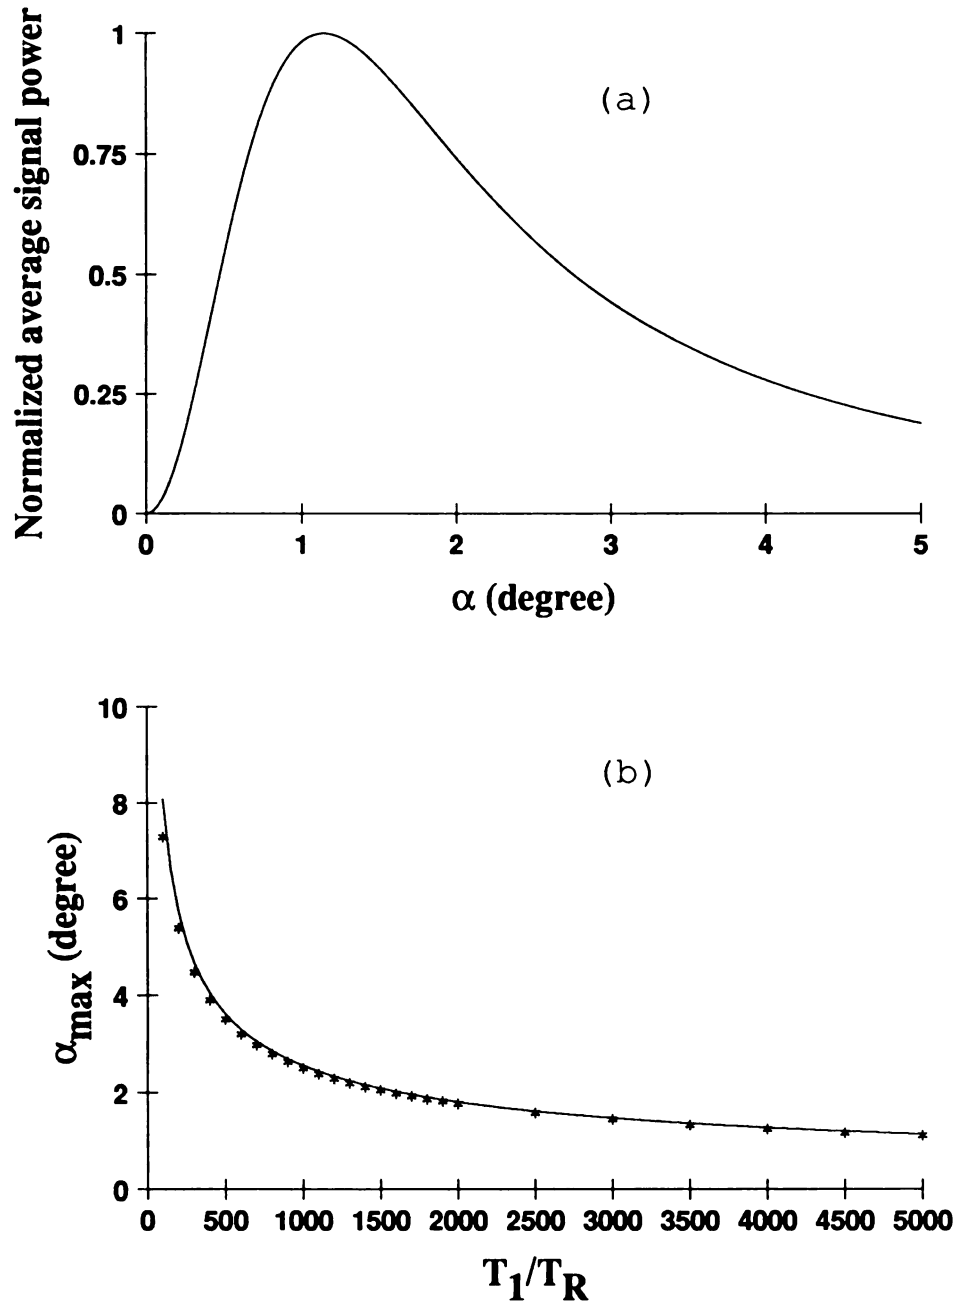 Normalized average signal power
1
0.75
0.5
0.25
0
(a)
0 1 2 3 4 5
α (degree)
αmax (degree)
10
8
6
4
2
0
(b)
0 500 1000 1500 2000 2500 3000 3500 4000 4500 5000
T1/TR